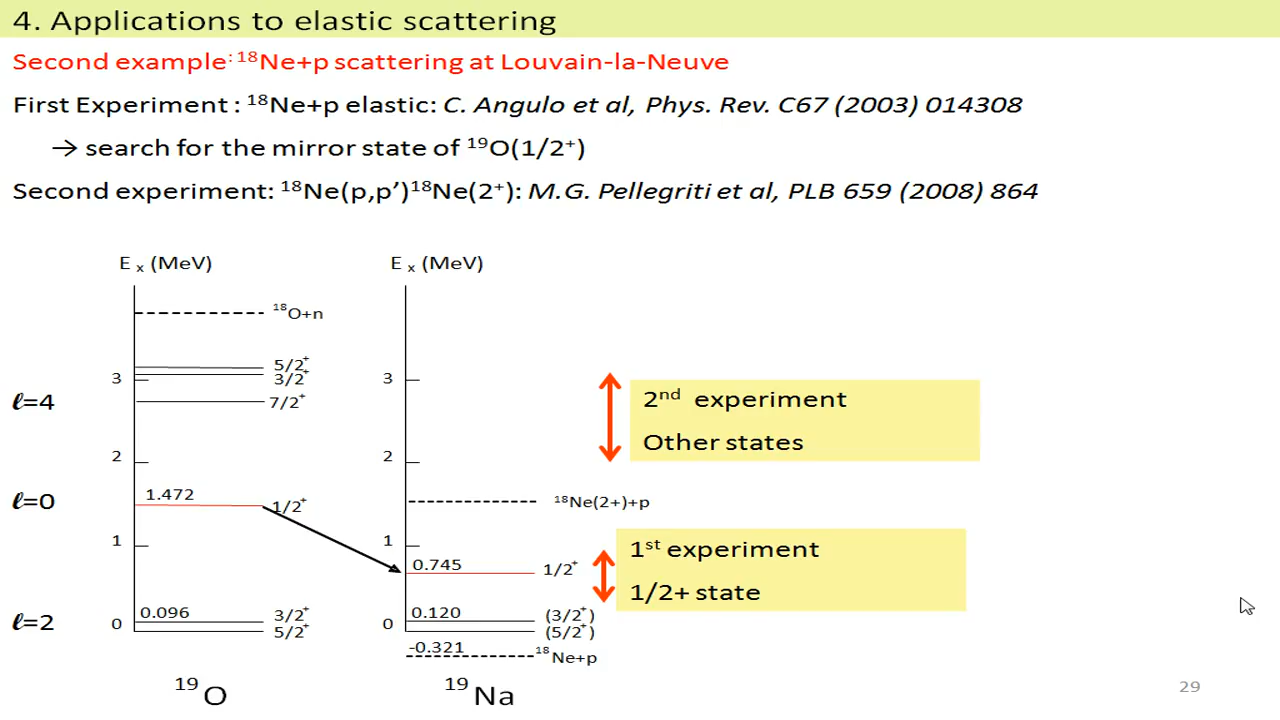 4. Applications to elastic scattering
Second example: ¹⁸Ne+p scattering at Louvain-la-Neuve
First Experiment : ¹⁸Ne+p elastic: C. Angulo et al, Phys. Rev. C67 (2003) 014308
→ search for the mirror state of ¹⁹O(1/2⁺)
Second experiment: ¹⁸Ne(p,p’)¹⁸Ne(2⁺): M.G. Pellegriti et al, PLB 659 (2008) 864
E x (MeV)
¹⁸O+n
5/2⁺
3 3/2⁺
ℓ=4 7/2⁺
2
1.472
ℓ=0 1/2⁺
1
0.096 3/2⁺
ℓ=2 0 5/2⁺
¹⁹O
E x (MeV)
3
2
¹⁸Ne(2+)+p
1
0.745 1/2⁺
0.120 (3/2⁺)
0 (5/2⁺)
-0.321 ¹⁸Ne+p
¹⁹Na
2ⁿᵈ experiment
Other states
1ˢᵗ experiment
1/2+ state
29